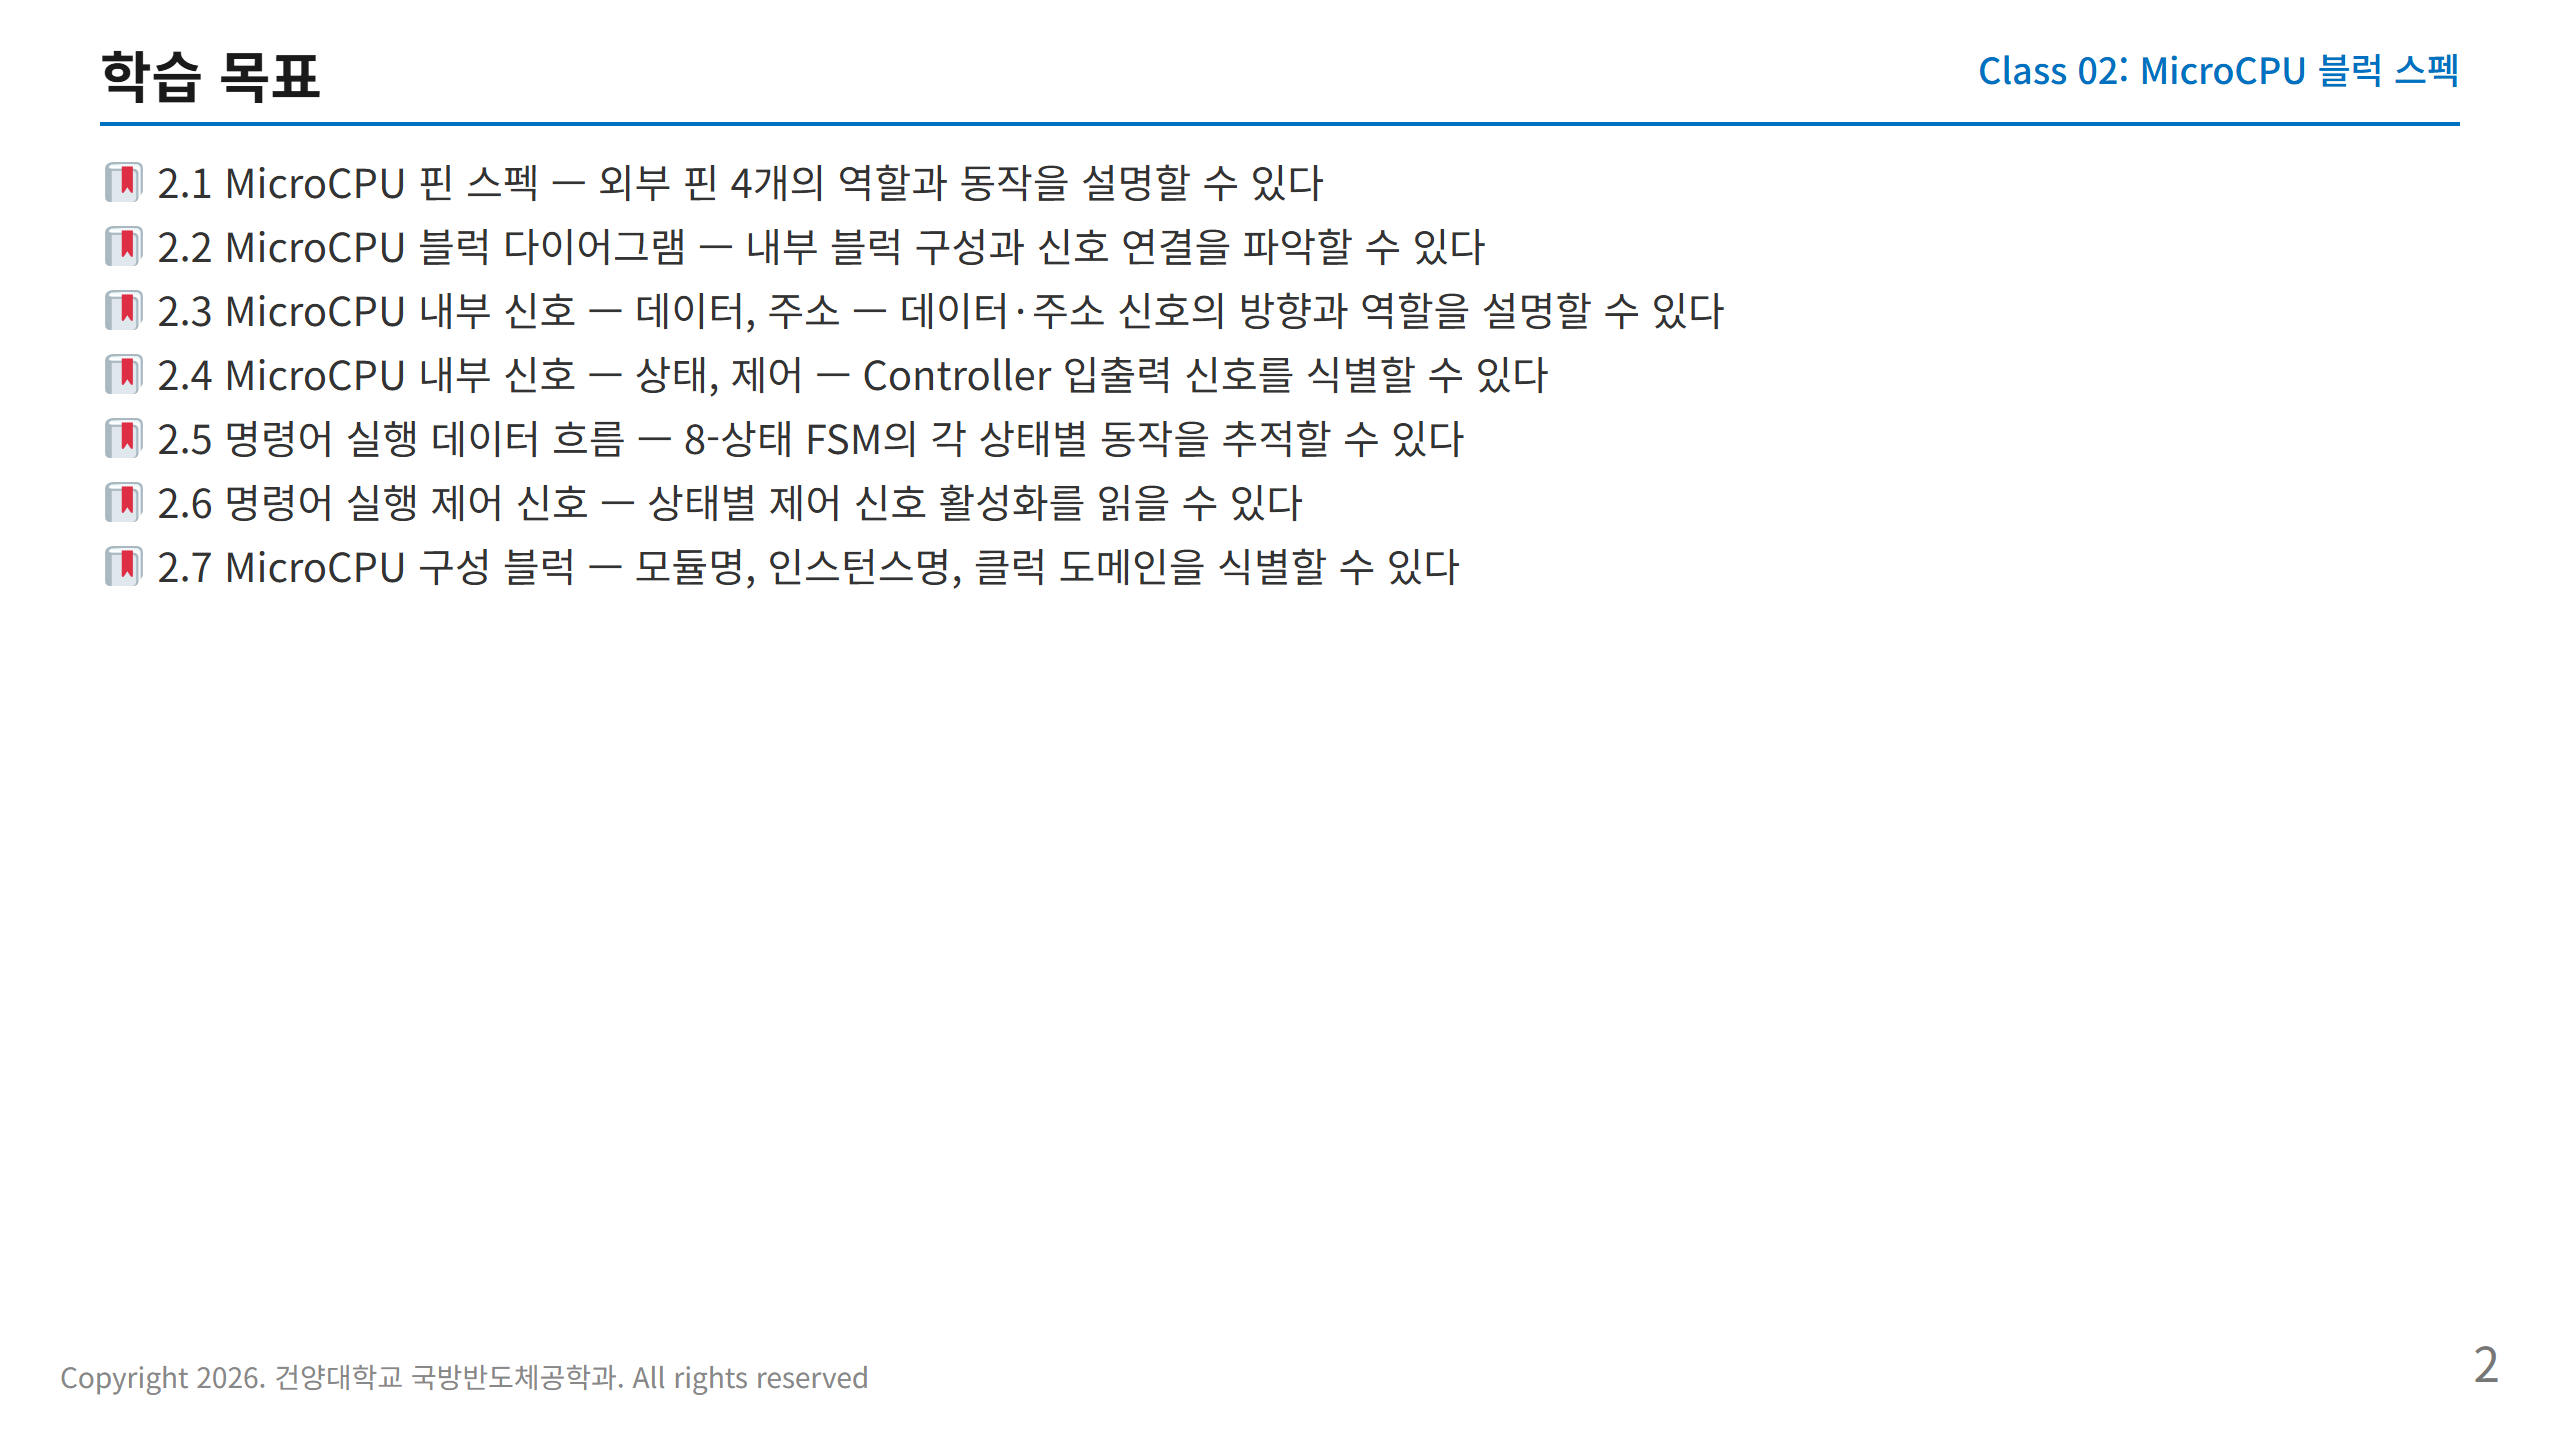 학습 목표
Class 02: MicroCPU 블럭 스펙
2.1 MicroCPU 핀 스펙 — 외부 핀 4개의 역할과 동작을 설명할 수 있다
2.2 MicroCPU 블럭 다이어그램 — 내부 블럭 구성과 신호 연결을 파악할 수 있다
2.3 MicroCPU 내부 신호 — 데이터, 주소 — 데이터·주소 신호의 방향과 역할을 설명할 수 있다
2.4 MicroCPU 내부 신호 — 상태, 제어 — Controller 입출력 신호를 식별할 수 있다
2.5 명령어 실행 데이터 흐름 — 8-상태 FSM의 각 상태별 동작을 추적할 수 있다
2.6 명령어 실행 제어 신호 — 상태별 제어 신호 활성화를 읽을 수 있다
2.7 MicroCPU 구성 블럭 — 모듈명, 인스턴스명, 클럭 도메인을 식별할 수 있다
Copyright 2026. 건양대학교 국방반도체공학과. All rights reserved
2